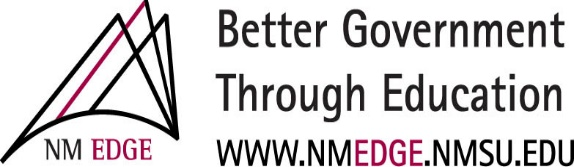 NM EDGE
Better Government
Through Education
WWW.NMEDGE.NMSU.EDU